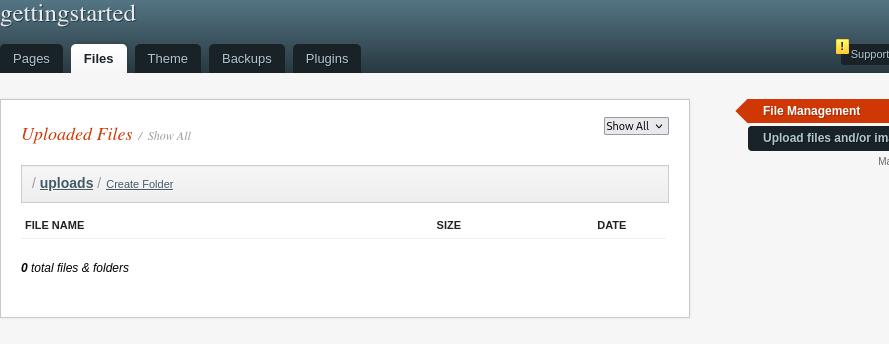 gettingstarted
Pages Files Theme Backups Plugins ! Support
Uploaded Files / Show All
Show All
/ uploads / Create Folder
FILE NAME SIZE DATE
0 total files & folders
File Management
Upload files and/or im
Ma